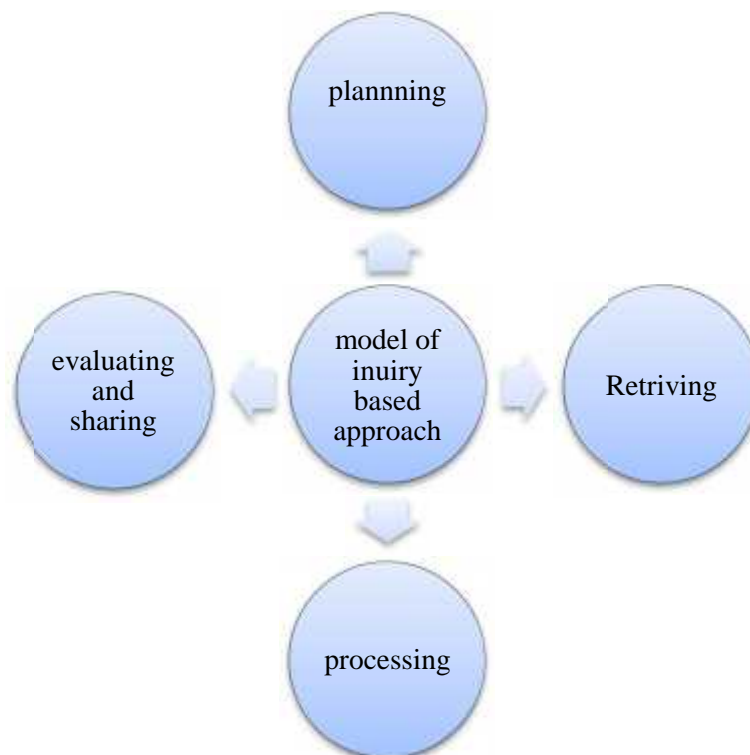 plannning
evaluating
and
sharing
model of
inuiry
based
approach
Retriving
processing